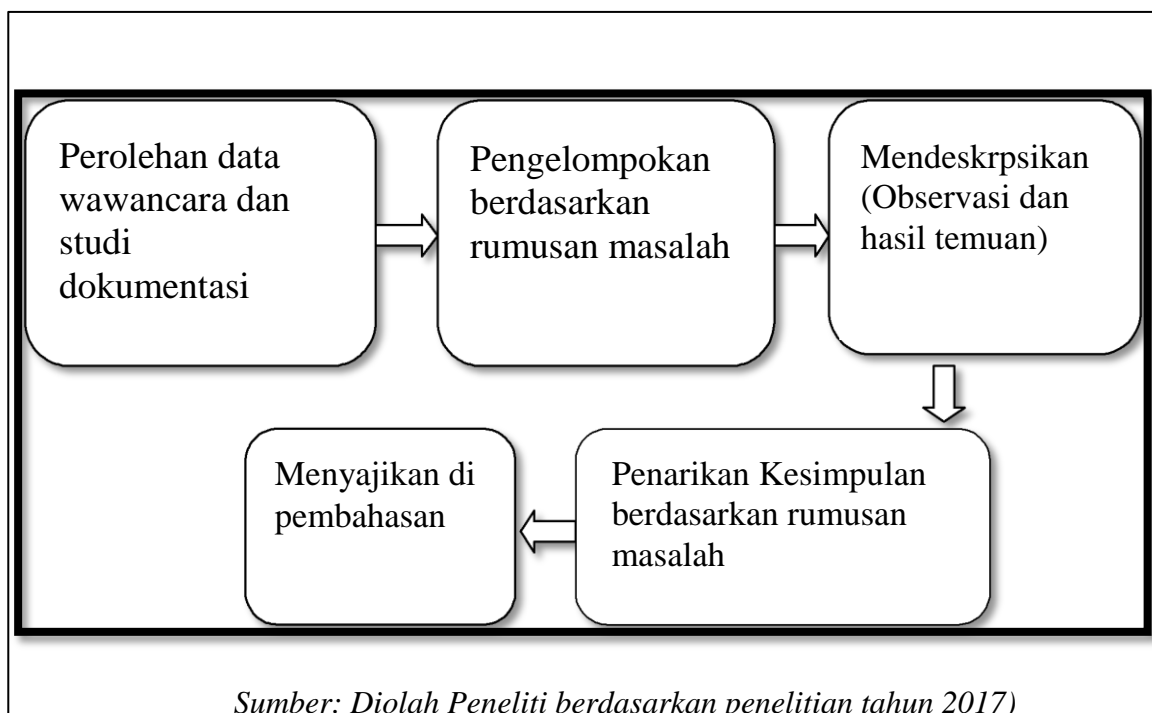 Perolehan data
wawancara dan
studi
dokumentasi
Pengelompokan
berdasarkan
rumusan masalah
Mendeskrpsikan
(Observasi dan
hasil temuan)
Penarikan Kesimpulan
berdasarkan rumusan
masalah
Menyajikan di
pembahasan
Sumber: Diolah Peneliti berdasarkan penelitian tahun 2017)